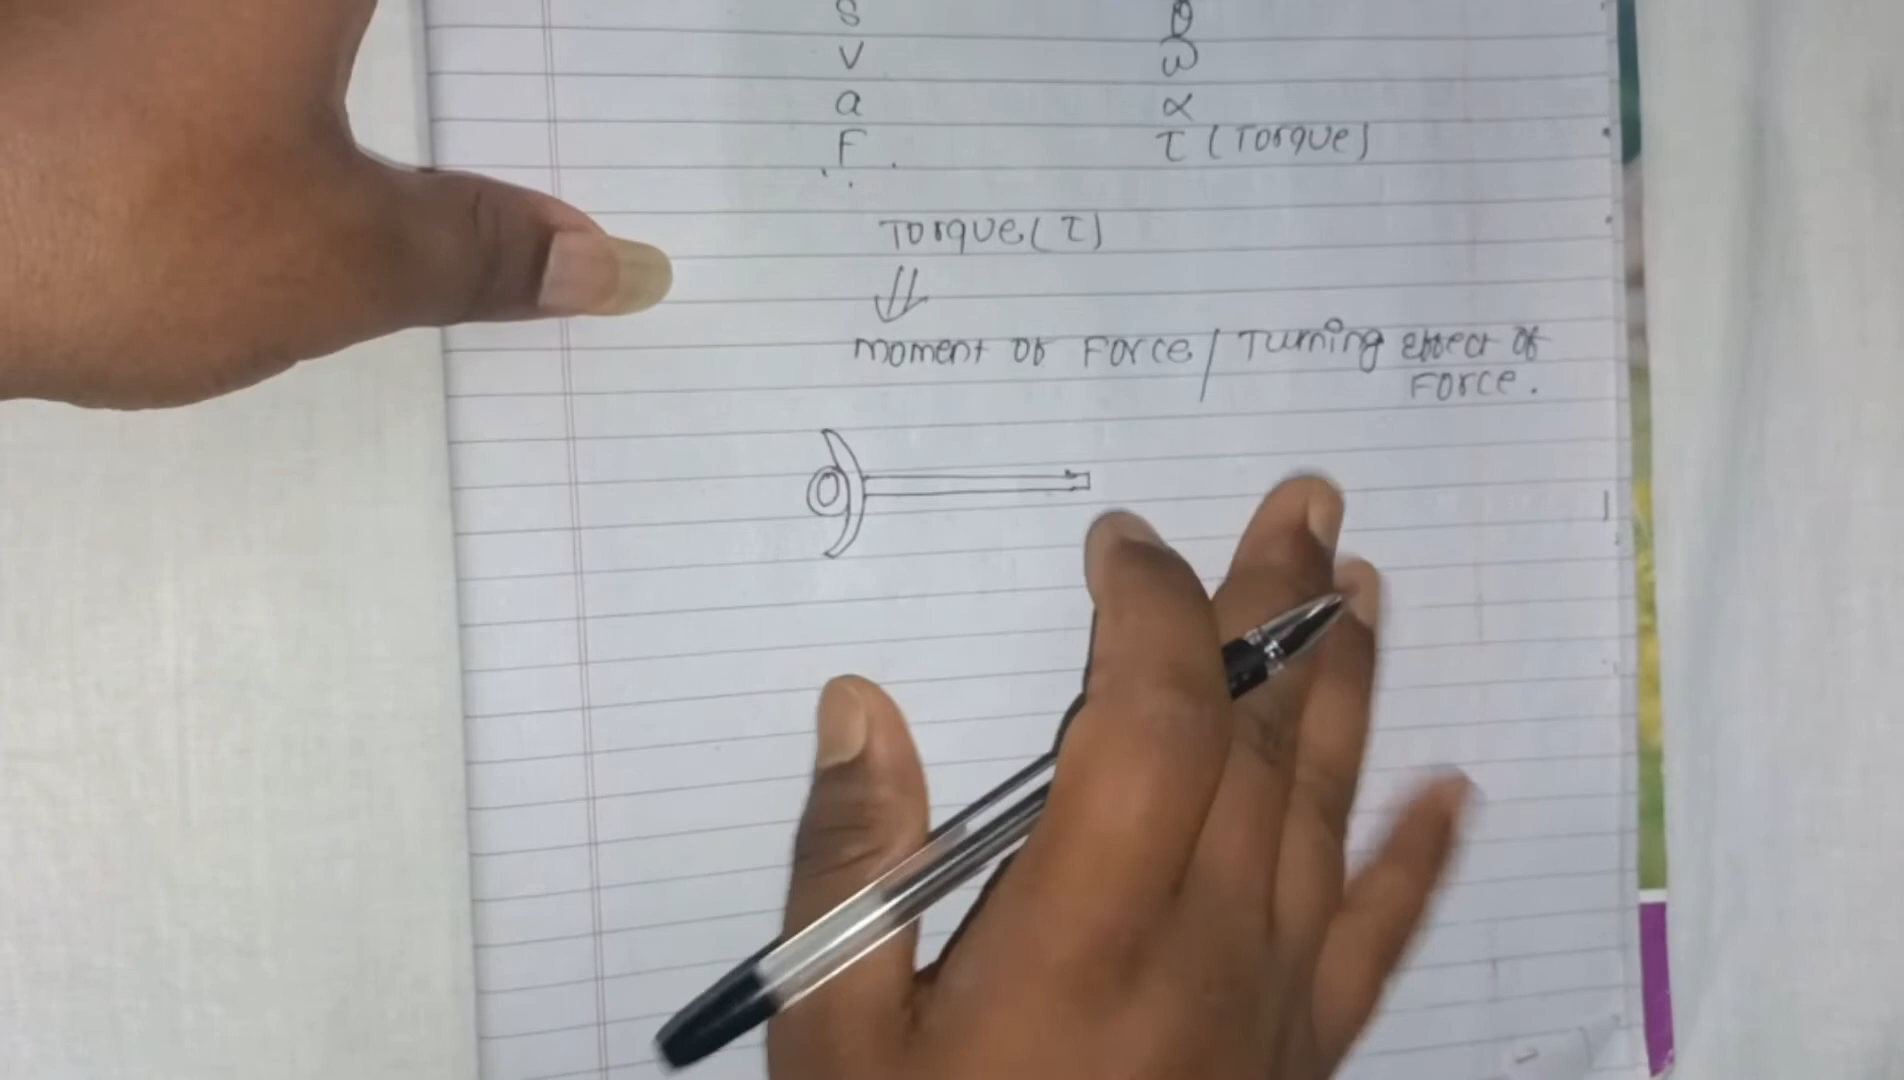 S θ
V ω
a α
F τ (Torque)
Torque (τ)
⇓
moment of Force / Turning effect of
Force.